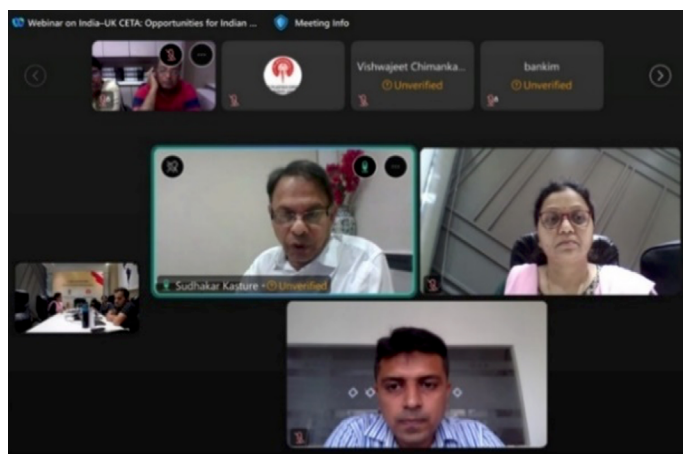 Webinar on India–UK CETA: Opportunities for Indian ...
Meeting Info
Vishwajeet Chimanka...
Unverified
bankim
Unverified
Sudhakar Kasture • Unverified